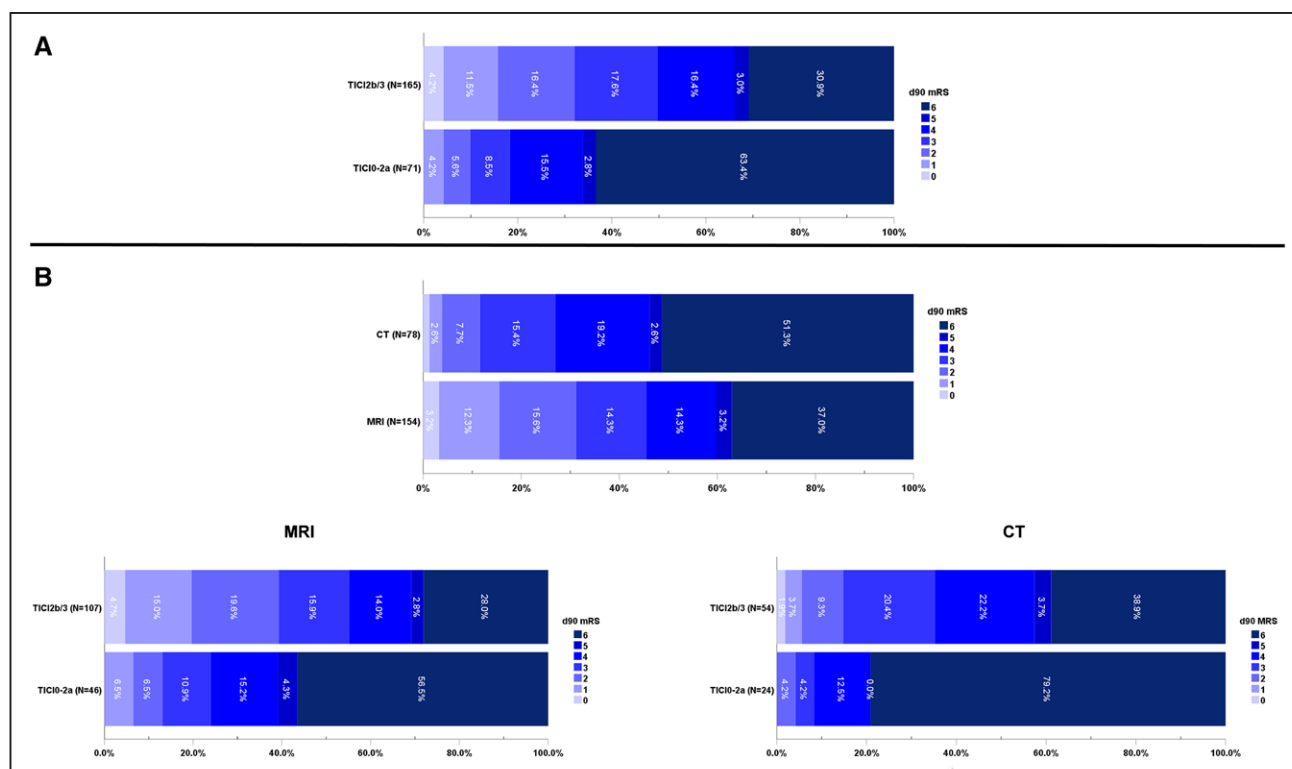 A
TICI2b/3 (N=165)
4.2% 11.5% 16.4% 17.6% 16.4% 3.0% 30.9%
TICI0-2a (N=71)
4.2% 5.6% 8.5% 15.5% 2.8% 63.4%
0% 20% 40% 60% 80% 100%
d90 mRS
6
5
4
3
2
1
0
B
CT (N=78)
2.6% 7.7% 15.4% 19.2% 2.6% 51.3%
MRI (N=154)
3.2% 12.3% 15.6% 14.3% 14.3% 3.2% 37.0%
0% 20% 40% 60% 80% 100%
d90 mRS
6
5
4
3
2
1
0
MRI
TICI2b/3 (N=107)
4.7% 15.0% 19.6% 15.9% 14.0% 2.8% 28.0%
TICI0-2a (N=46)
6.5% 6.5% 10.9% 15.2% 4.3% 56.5%
0.0% 20.0% 40.0% 60.0% 80.0% 100.0%
d90 mRS
6
5
4
3
2
1
0
CT
TICI2b/3 (N=54)
1.9% 3.7% 9.3% 20.4% 22.2% 3.7% 38.9%
TICI0-2a (N=24)
4.2% 4.2% 12.5% 0.0% 79.2%
0.0% 20.0% 40.0% 60.0% 80.0% 100.0%
d90 MRS
6
5
4
3
2
1
0